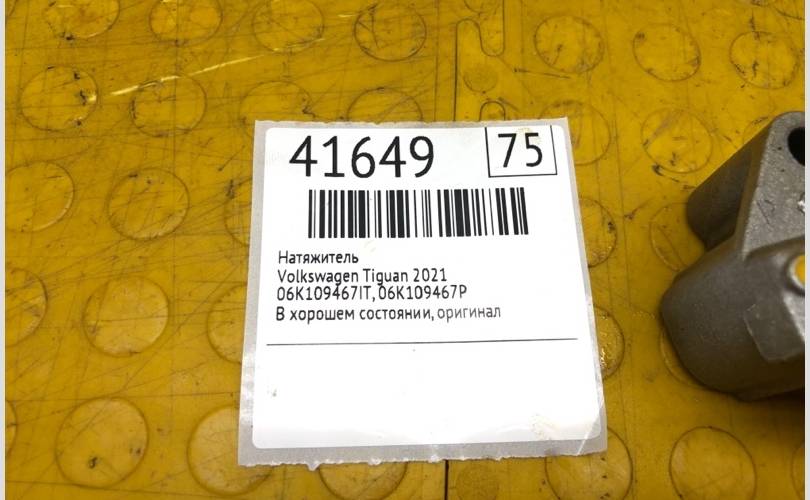 41649 75
Натяжитель
Volkswagen Tiguan 2021
06K109467IT, 06K109467P
В хорошем состоянии, оригинал